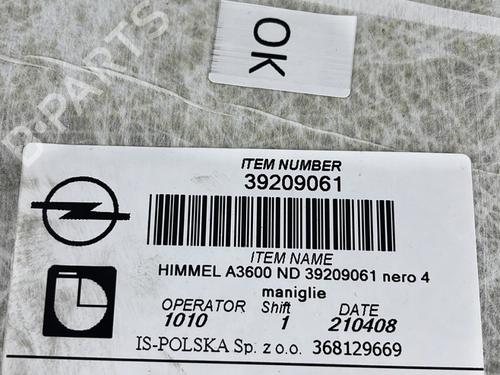 B-PARTS
OK
ITEM NUMBER
39209061
ITEM NAME
HIMMEL A3600 ND 39209061 nero 4
maniglie
OPERATOR Shift DATE
1010 1 210408
IS-POLSKA Sp. z o.o. 368129669